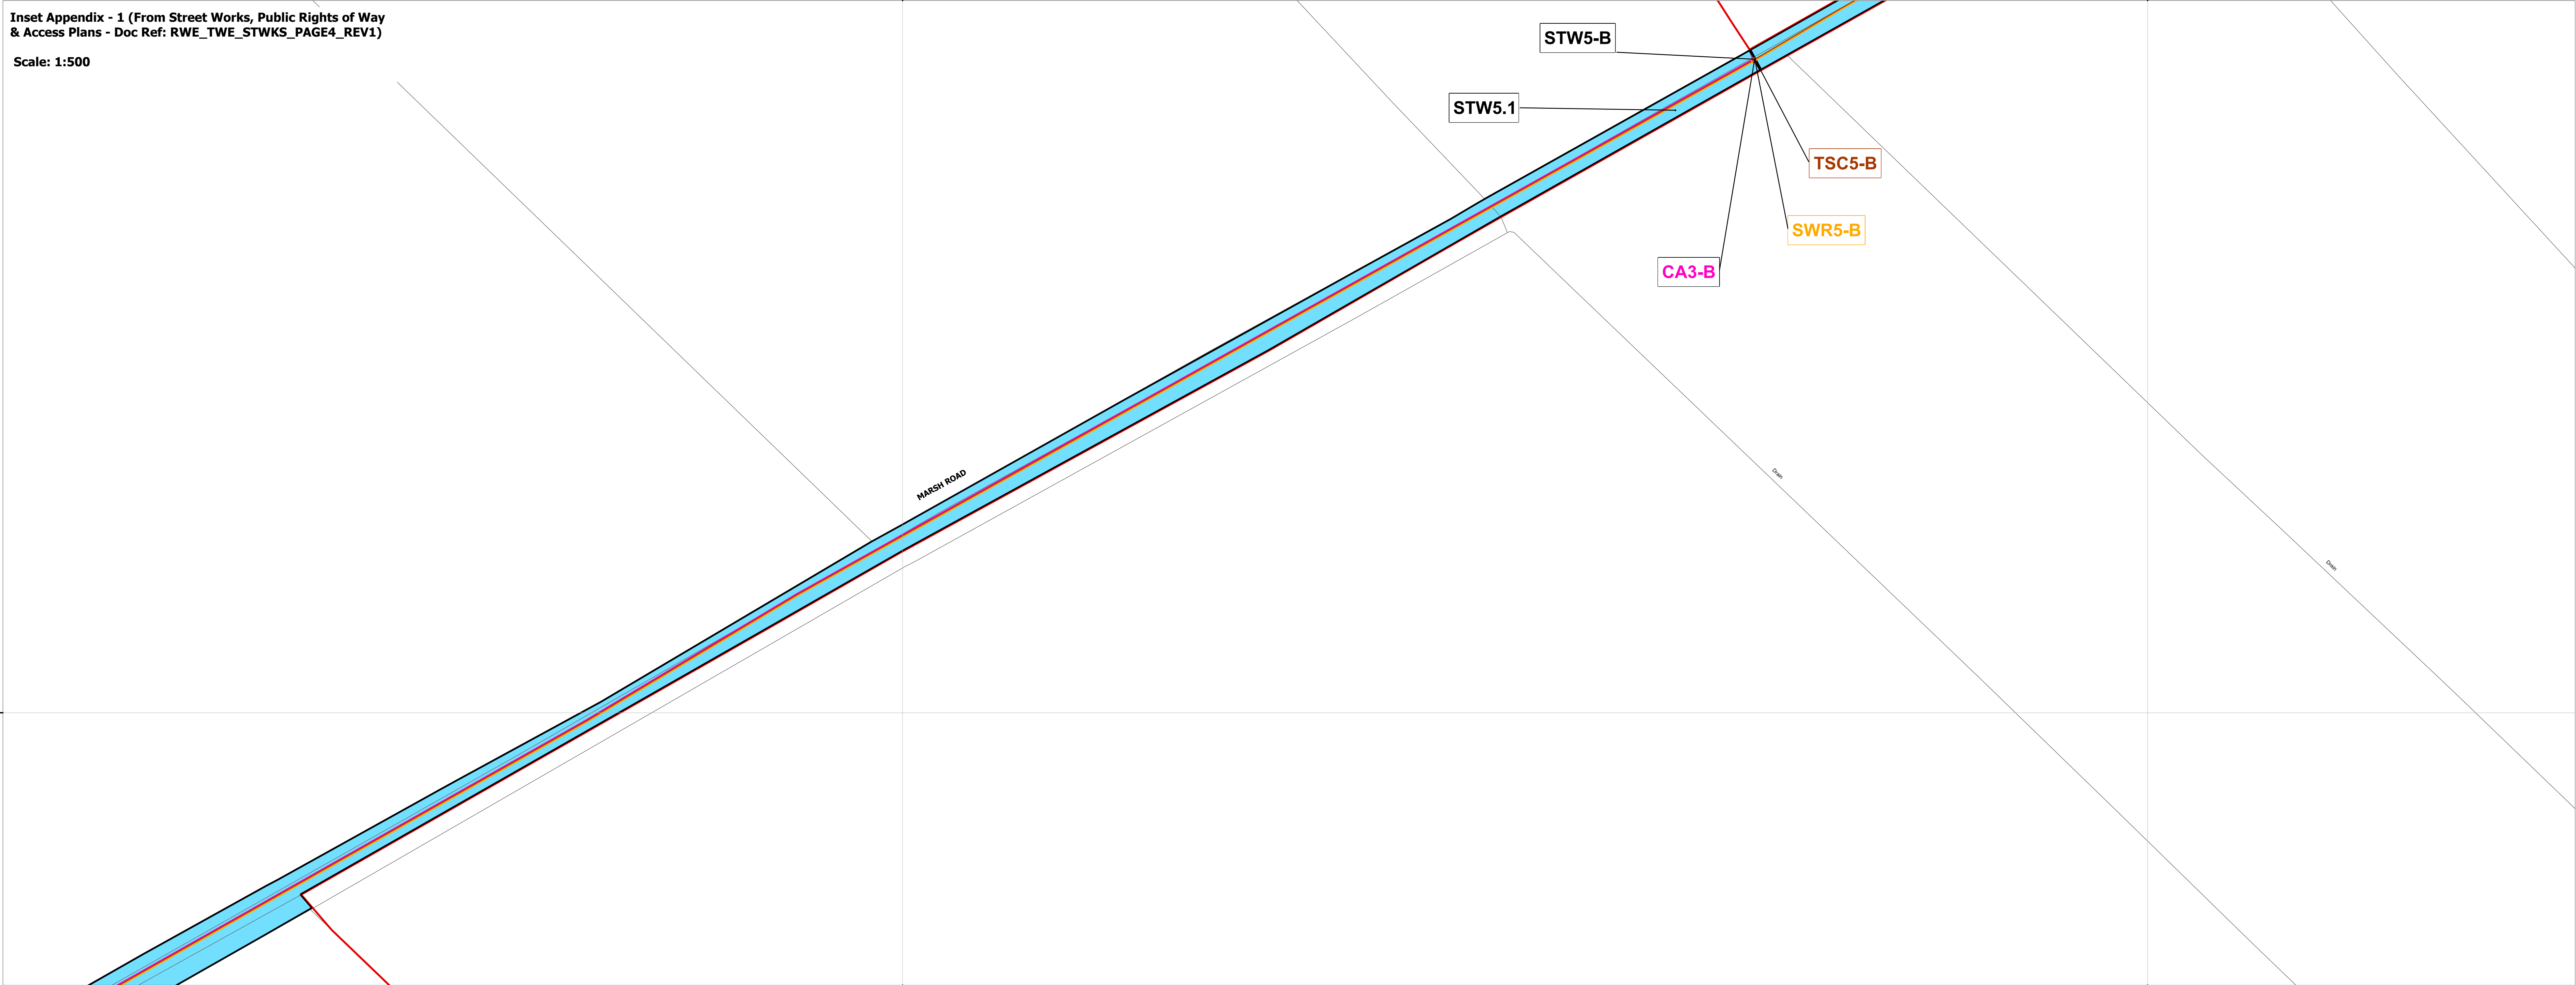 Inset Appendix - 1 (From Street Works, Public Rights of Way
& Access Plans - Doc Ref: RWE_TWE_STWKS_PAGE4_REV1)
Scale: 1:500
STW5-B
STW5.1
TSC5-B
SWR5-B
CA3-B
MARSH ROAD
Drain
Drain